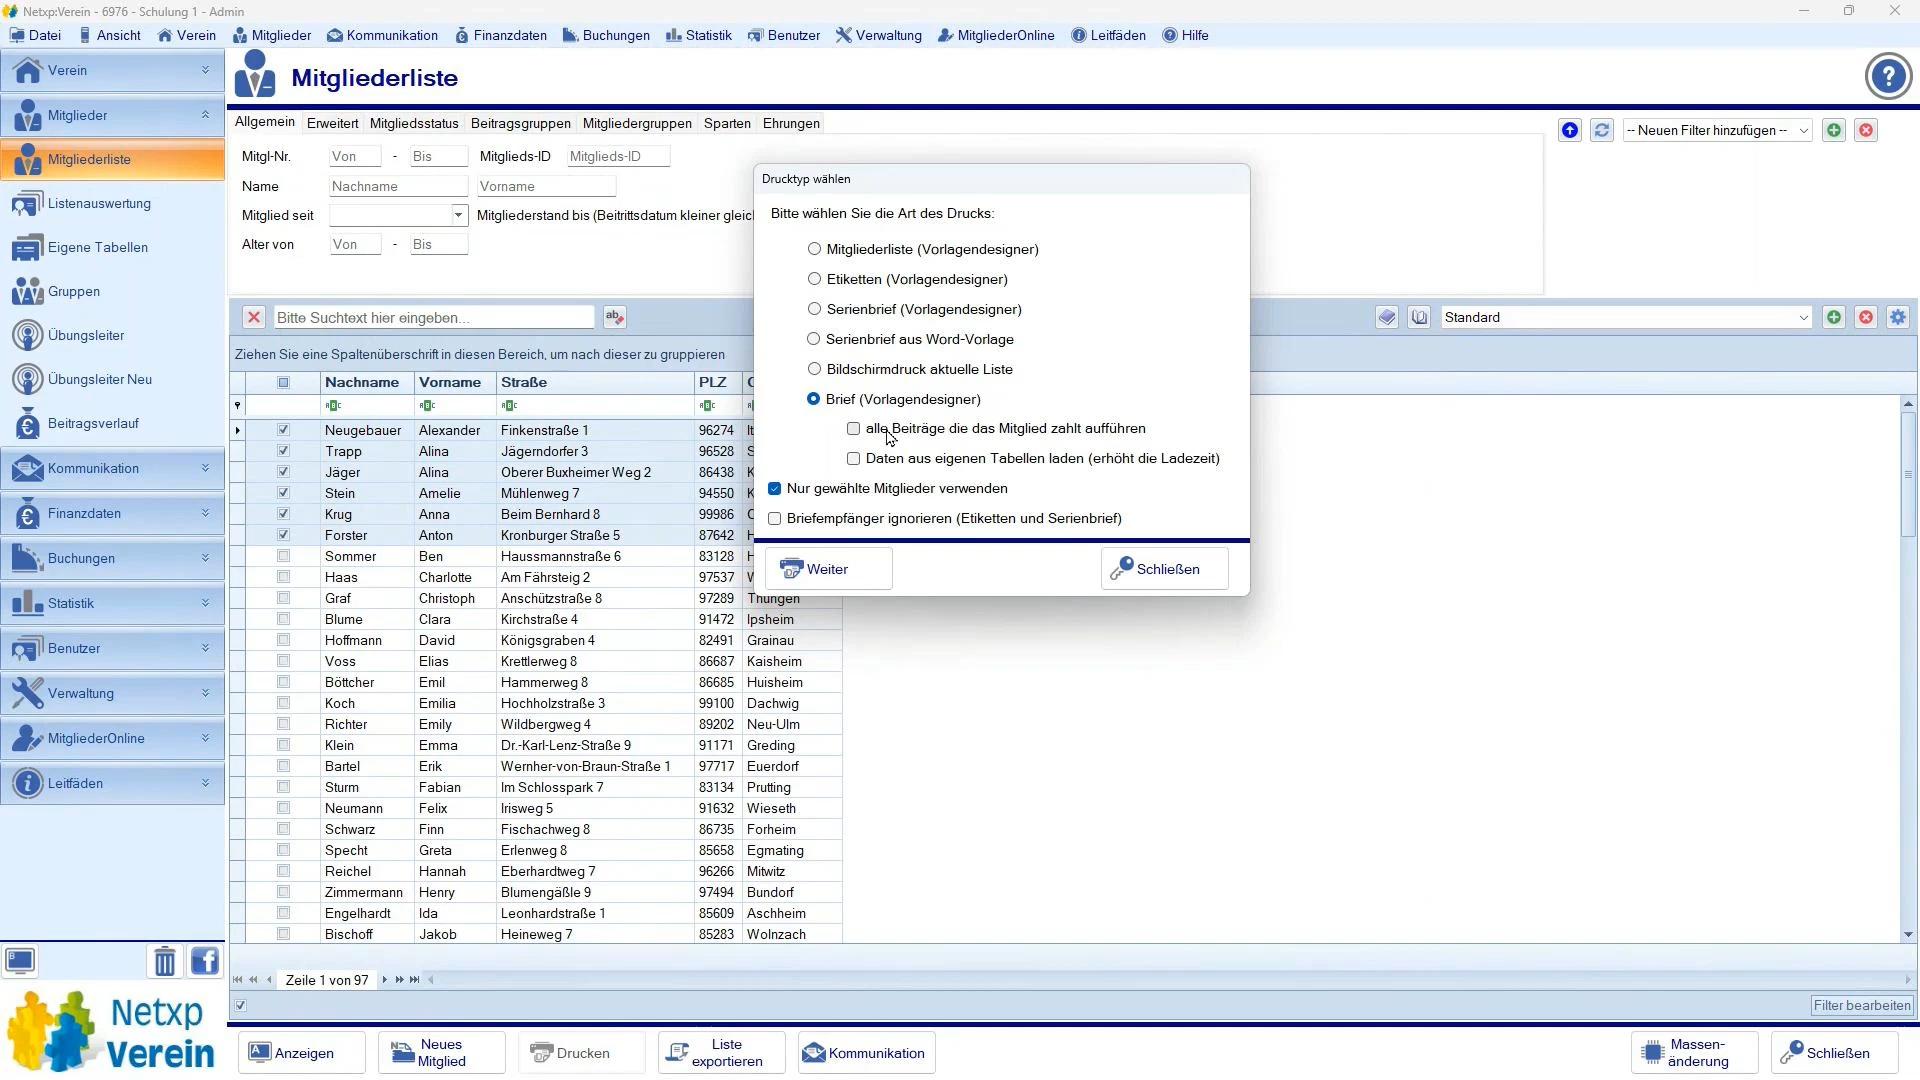 Netxp:Verein - 6976 - Schulung 1 - Admin
Datei Ansicht Verein Mitglieder Kommunikation Finanzdaten Buchungen Statistik Benutzer Verwaltung MitgliederOnline Leitfäden Hilfe
Verein
Mitglieder
Mitgliederliste
Listenauswertung
Eigene Tabellen
Gruppen
Übungsleiter
Übungsleiter Neu
Beitragsverlauf
Kommunikation
Finanzdaten
Buchungen
Statistik
Benutzer
Verwaltung
MitgliederOnline
Leitfäden
Netxp
Verein
Mitgliederliste
Allgemein Erweitert Mitgliedsstatus Beitragsgruppen Mitgliedergruppen Sparten Ehrungen
-- Neuen Filter hinzufügen --
Mitgl-Nr. Von - Bis Mitglieds-ID Mitglieds-ID
Name Nachname Vorname
Mitglied seit Mitgliederstand bis (Beitrittsdatum kleiner gleic
Alter von Von - Bis
Bitte Suchtext hier eingeben...
Standard
Ziehen Sie eine Spaltenüberschrift in diesen Bereich, um nach dieser zu gruppieren
Nachname Vorname Straße PLZ
Neugebauer Alexander Finkenstraße 1 96274
Trapp Alina Jägerndorfer 3 96528
Jäger Alina Oberer Buxheimer Weg 2 86438
Stein Amelie Mühlenweg 7 94550
Krug Anna Beim Bernhard 8 99986
Forster Anton Kronburger Straße 5 87642
Sommer Ben Haussmannstraße 6 83128
Haas Charlotte Am Fährsteig 2 97537
Graf Christoph Anschützstraße 8 97289 Thüngen
Blume Clara Kirchstraße 4 91472 Ipsheim
Hoffmann David Königsgraben 4 82491 Grainau
Voss Elias Krettlerweg 8 86687 Kaisheim
Böttcher Emil Hammerweg 8 86685 Huisheim
Koch Emilia Hochholzstraße 3 99100 Dachwig
Richter Emily Wildbergweg 4 89202 Neu-Ulm
Klein Emma Dr.-Karl-Lenz-Straße 9 91171 Greding
Bartel Erik Wernher-von-Braun-Straße 1 97717 Euerdorf
Sturm Fabian Im Schlosspark 7 83134 Prutting
Neumann Felix Irisweg 5 91632 Wieseth
Schwarz Finn Fischachweg 8 86735 Forheim
Specht Greta Erlenweg 8 85658 Egmating
Reichel Hannah Eberhardtweg 7 96266 Mitwitz
Zimmermann Henry Blumengäßle 9 97494 Bundorf
Engelhardt Ida Leonhardstraße 1 85609 Aschheim
Bischoff Jakob Heineweg 7 85283 Wolnzach
Zeile 1 von 97
Filter bearbeiten
Drucktyp wählen
Bitte wählen Sie die Art des Drucks:
Mitgliederliste (Vorlagendesigner)
Etiketten (Vorlagendesigner)
Serienbrief (Vorlagendesigner)
Serienbrief aus Word-Vorlage
Bildschirmdruck aktuelle Liste
Brief (Vorlagendesigner)
alle Beiträge die das Mitglied zahlt aufführen
Daten aus eigenen Tabellen laden (erhöht die Ladezeit)
Nur gewählte Mitglieder verwenden
Briefempfänger ignorieren (Etiketten und Serienbrief)
Weiter Schließen
Anzeigen
Neues
Mitglied
Drucken
Liste
exportieren
Kommunikation
Massen-
änderung
Schließen